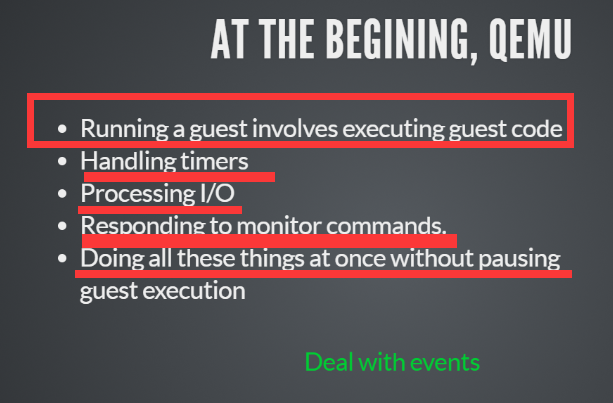 AT THE BEGINING, QEMU
• Running a guest involves executing guest code
• Handling timers
• Processing I/O
• Responding to monitor commands.
• Doing all these things at once without pausing
guest execution
Deal with events